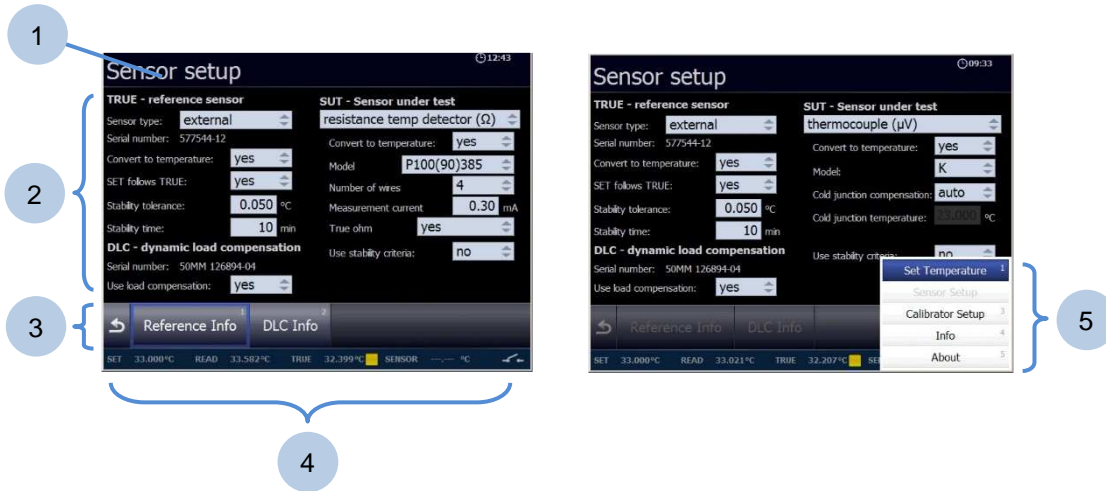 1
12:43
Sensor setup
TRUE - reference sensor
Sensor type: external
Serial number: 577544-12
Convert to temperature: yes
SET follows TRUE: yes
Stability tolerance: 0.050 °C
Stability time: 10 min
DLC - dynamic load compensation
Serial number: 50MM 126894-04
Use load compensation: yes
SUT - Sensor under test
resistance temp detector (Ω)
Convert to temperature: yes
Model P100(90)385
Number of wires 4
Measurement current 0.30 mA
True ohm yes
Use stability criteria: no
2
3
Reference Info 1 DLC Info 2
SET 33.000°C READ 33.582°C TRUE 32.399°C SENSOR ---.--- °C
4
09:33
Sensor setup
TRUE - reference sensor
Sensor type: external
Serial number: 577544-12
Convert to temperature: yes
SET follows TRUE: yes
Stability tolerance: 0.050 °C
Stability time: 10 min
DLC - dynamic load compensation
Serial number: 50MM 126894-04
Use load compensation: yes
SUT - Sensor under test
thermocouple (µV)
Convert to temperature: yes
Model: K
Cold junction compensation: auto
Cold junction temperature: 23.000 °C
Use stability criteria: no
Reference Info DLC Info
SET 33.000°C READ 33.021°C TRUE 32.207°C
Set Temperature 1
Sensor Setup
Calibrator Setup 3
Info 4
About 5
5